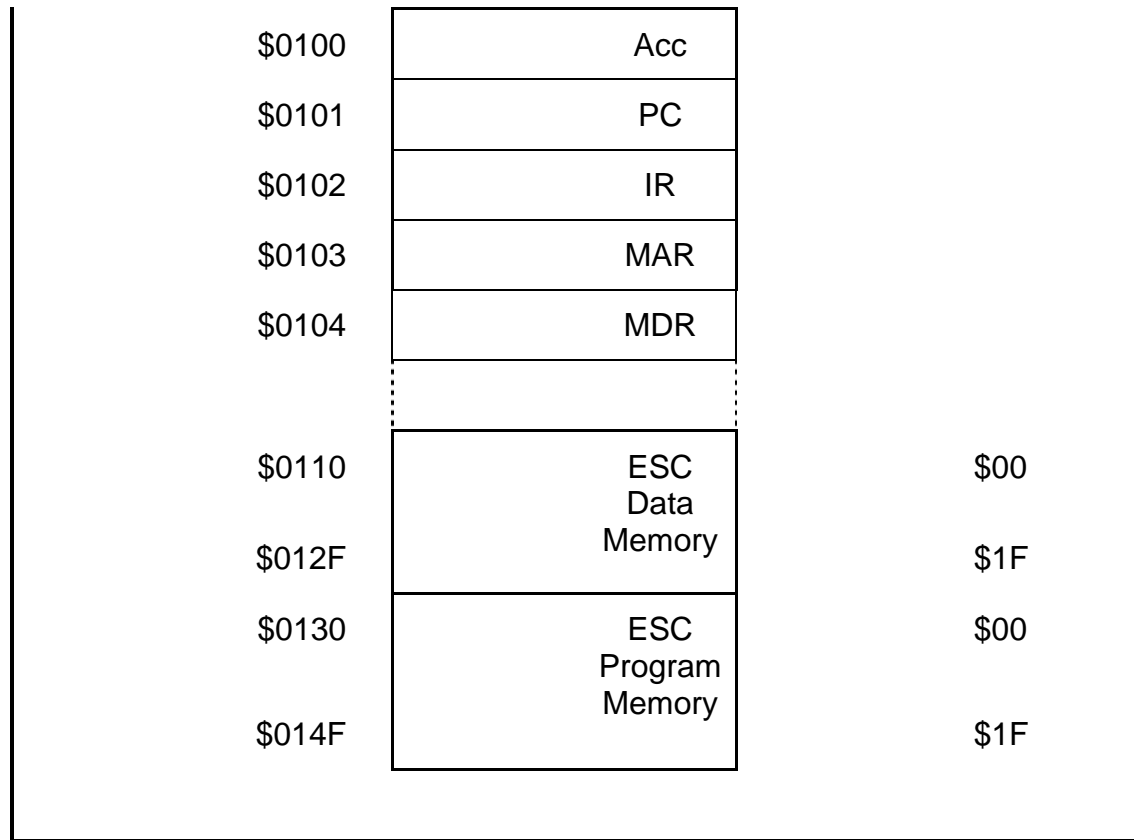 $0100 Acc
$0101 PC
$0102 IR
$0103 MAR
$0104 MDR
$0110 ESC $00
Data
Memory
$012F $1F
$0130 ESC $00
Program
Memory
$014F $1F